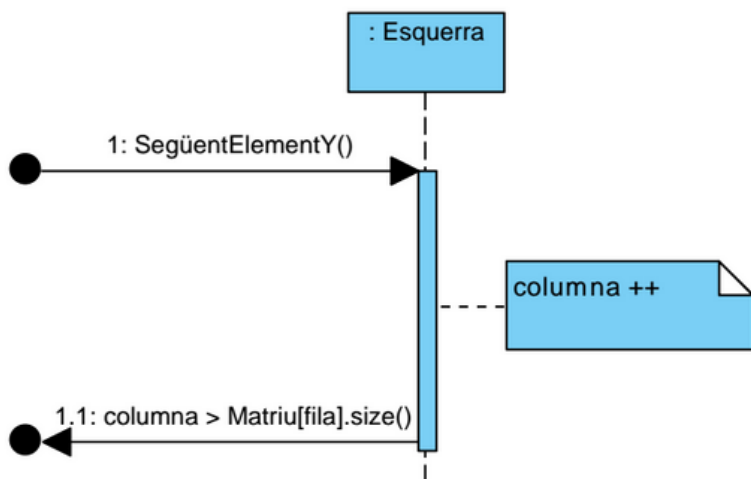 : Esquerra
1: SegüentElementY()
columna ++
1.1: columna > Matriu[fila].size()